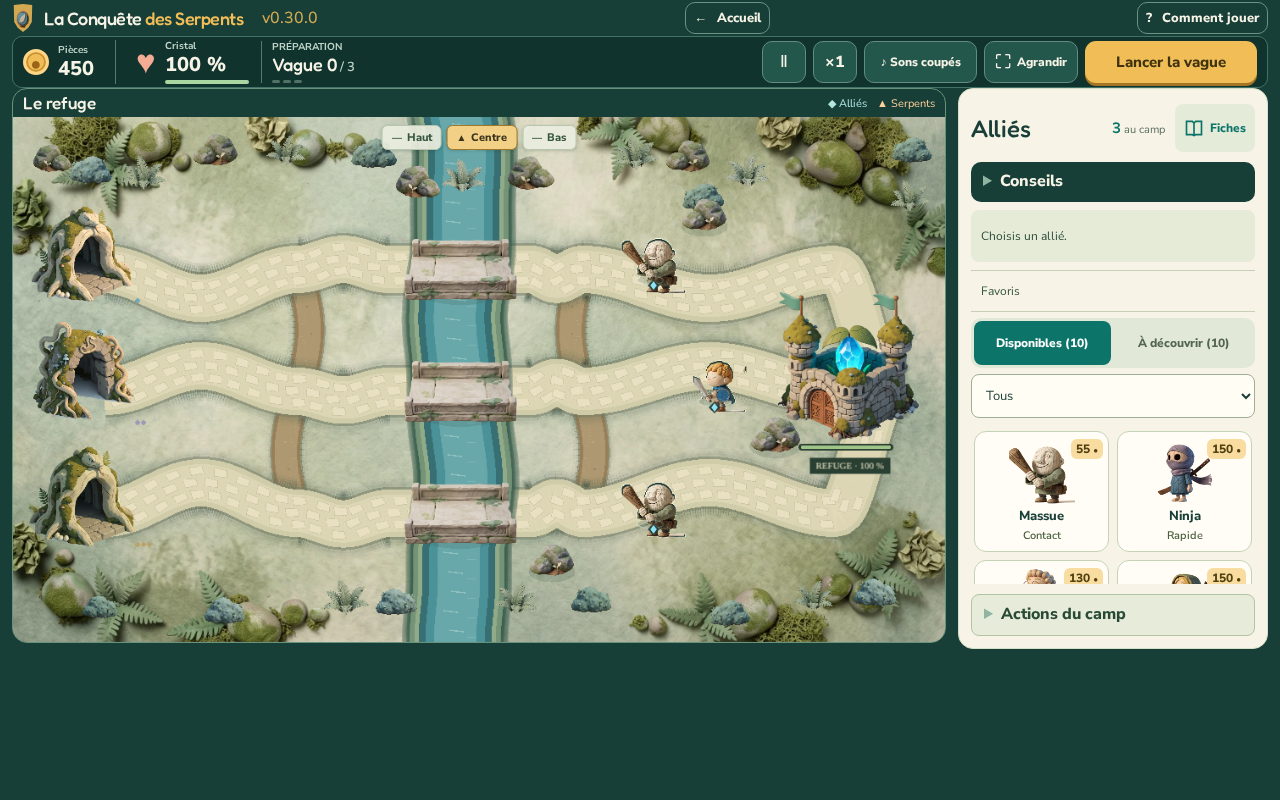 La Conquête des Serpents v0.30.0
← Accueil
? Comment jouer
Pièces
450
Cristal
100 %
PRÉPARATION
Vague 0 / 3
×1
♪ Sons coupés
Agrandir
Lancer la vague
Le refuge
◆ Alliés ▲ Serpents
— Haut
▲ Centre
— Bas
REFUGE · 100 %
Alliés
3 au camp
Fiches
Conseils
Choisis un allié.
Favoris
Disponibles (10)
À découvrir (10)
Tous
55
Massue
Contact
150
Ninja
Rapide
130
150
Actions du camp